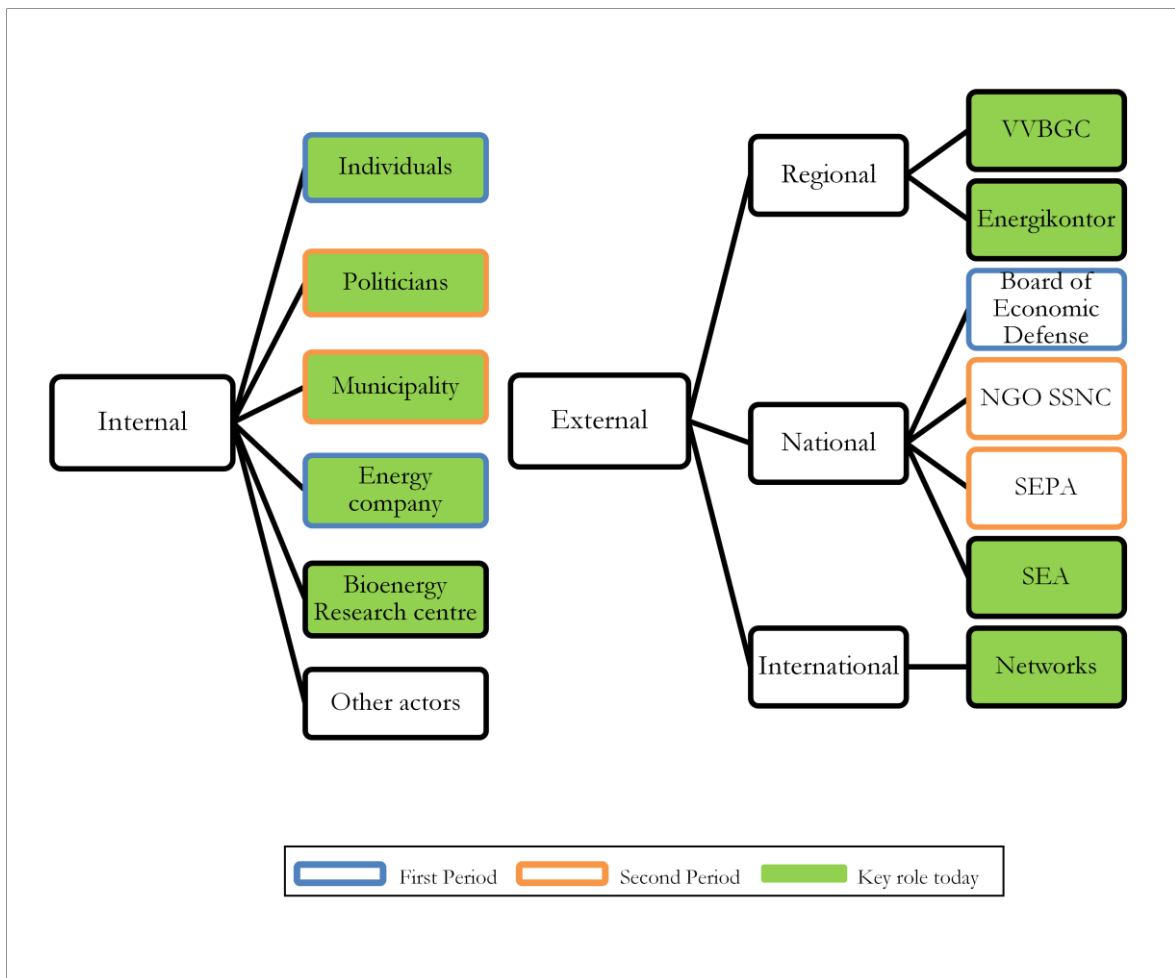 Internal
Individuals
Politicians
Municipality
Energy
company
Bioenergy
Research centre
Other actors
External
Regional
VVBGC
Energikontor
National
Board of
Economic
Defense
NGO SSNC
SEPA
SEA
International
Networks
First Period
Second Period
Key role today